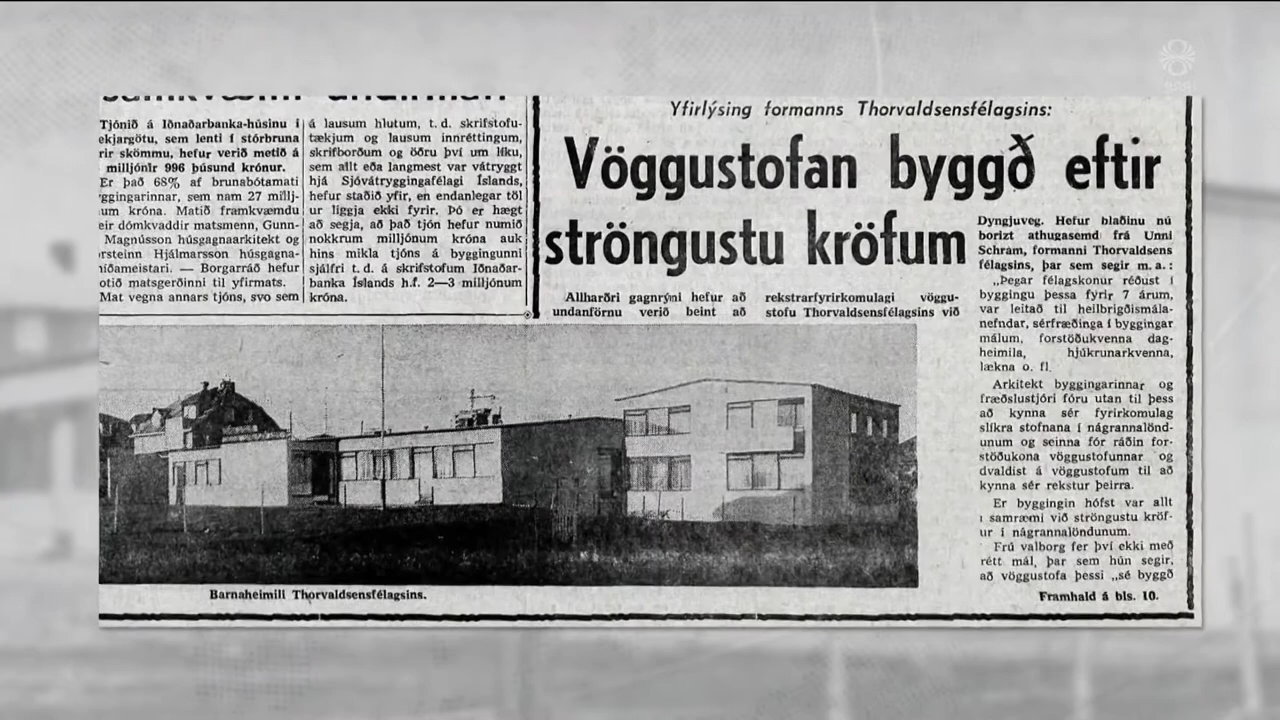 Tjónið á Iðnaðarbanka-húsinu í
ekjargötu, sem lenti í stórbruna
rir skömmu, hefur verið metið á
milljónir 996 þúsund krónur.
Er það 68% af brunabótamati
ggingarinnar, sem nam 27 millj-
um króna. Matið framkvæmdu
eir dómkvaddir matsmenn, Gunn-
Magnússon húsgagnaarkitekt og
rsteinn Hjálmarsson húsgagna-
niðameistari. — Borgarráð hefur
otið matsgerðinni til yfirmats.
Mat vegna annars tjóns, svo sem
á lausum hlutum, t. d. skrifstofu-
tækjum og lausum innréttingum,
skrifborðum og öðru því um líku,
sem allt eða langmest var vátryggt
hjá Sjóvátryggingafélagi Íslands,
hefur staðið yfir, en endanlegar töl
ur liggja ekki fyrir. Þó er hægt
að segja, að það tjón hefur numið
nokkrum milljónum króna auk
hins mikla tjóns á byggingunni
sjálfri t. d. á skrifstofum Iðnaðar-
banka Íslands h.f. 2—3 milljónum
króna.
Yfirlýsing formanns Thorvaldsensfélagsins:
Vöggustofan byggð eftir
ströngustu kröfum
Allharðri gagnrýni hefur að
undanförnu verið beint að
rekstrarfyrirkomulagi vöggu-
stofu Thorvaldsensfélagsins við
Dyngjuveg. Hefur blaðinu nú
borizt athugasemd frá Unni
Schram, formanni Thorvaldsens
félagsins, þar sem segir m. a.:
„Þegar félagskonur réðust í
byggingu þessa fyrir 7 árum,
var leitað til heilbrigðismála-
nefndar, sérfræðinga í byggingar
málum, forstöðukvenna dag-
heimila, hjúkrunarkvenna,
lækna o. fl.
Arkitekt byggingarinnar og
fræðslustjóri fóru utan til þess
að kynna sér fyrirkomulag
slíkra stofnana í nágrannalönd-
unum og seinna fór ráðin for-
stöðukona vöggustofunnar og
dvaldist á vöggustofum til að
kynna sér rekstur þeirra.
Er byggingin hófst var allt
í samræmi við ströngustu kröf-
ur í nágrannalöndunum.
Frú valborg fer því ekki með
rétt mál, þar sem hún segir,
að vöggustofa þessi „sé byggð
Framhald á bls. 10.
Barnaheimili Thorvaldsensfélagsins.